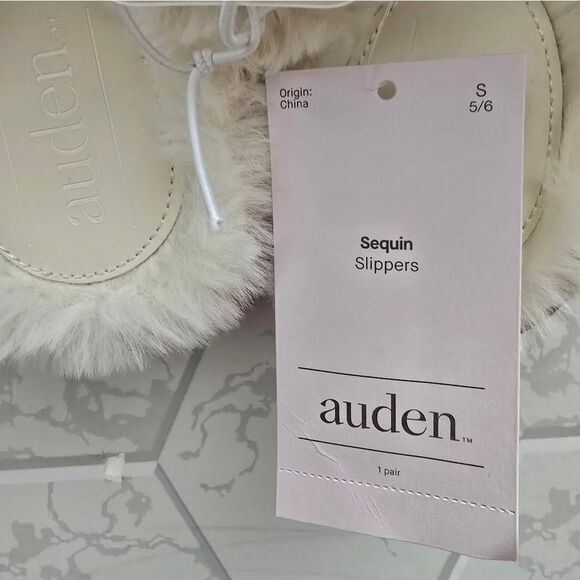 auden™
Origin:
China
S
5/6
Sequin
Slippers
auden™
1 pair